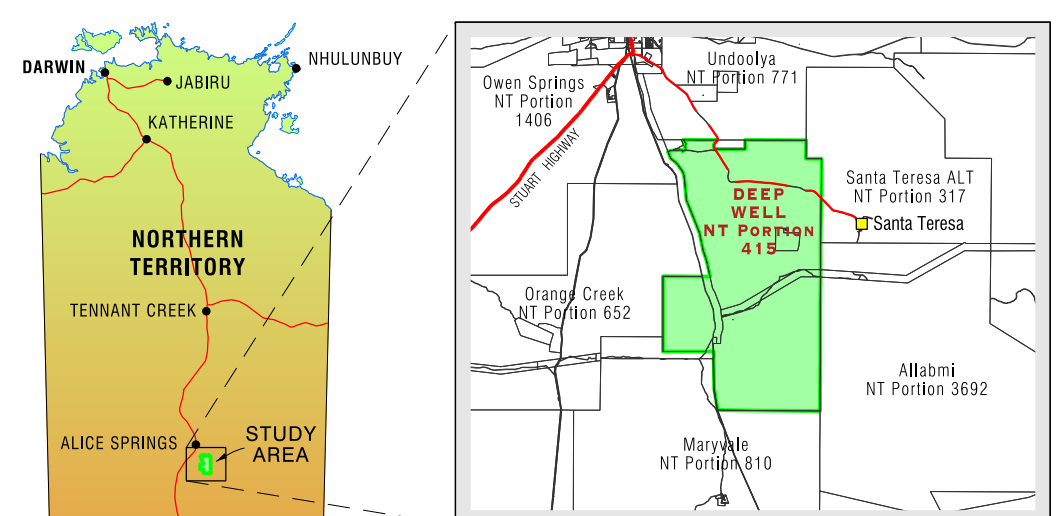 DARWIN
NHULUNBUY
JABIRU
KATHERINE
NORTHERN
TERRITORY
TENNANT CREEK
ALICE SPRINGS
STUDY
AREA
Owen Springs
NT Portion
1406
Undoolya
NT Portion 771
STUART HIGHWAY
Santa Teresa ALT
NT Portion 317
Santa Teresa
DEEP
WELL
NT PORTION
415
Orange Creek
NT Portion 652
Allabmi
NT Portion 3692
Maryvale
NT Portion 810